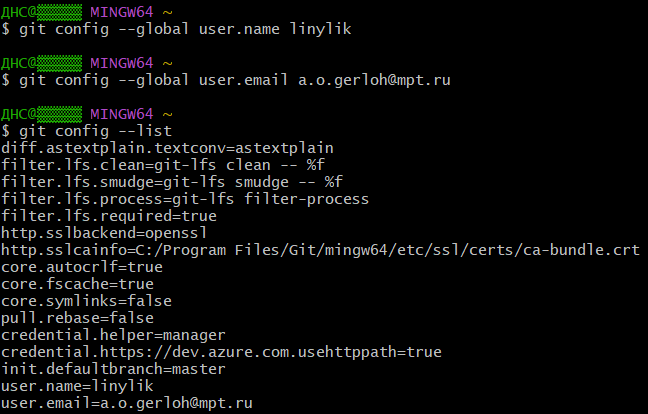 ДНС@▒▒▒▒▒ MINGW64 ~
$ git config --global user.name linylik
ДНС@▒▒▒▒▒ MINGW64 ~
$ git config --global user.email a.o.gerloh@mpt.ru
ДНС@▒▒▒▒▒ MINGW64 ~
$ git config --list
diff.astextplain.textconv=astextplain
filter.lfs.clean=git-lfs clean -- %f
filter.lfs.smudge=git-lfs smudge -- %f
filter.lfs.process=git-lfs filter-process
filter.lfs.required=true
http.sslbackend=openssl
http.sslcainfo=C:/Program Files/Git/mingw64/etc/ssl/certs/ca-bundle.crt
core.autocrlf=true
core.fscache=true
core.symlinks=false
pull.rebase=false
credential.helper=manager
credential.https://dev.azure.com.usehttppath=true
init.defaultbranch=master
user.name=linylik
user.email=a.o.gerloh@mpt.ru